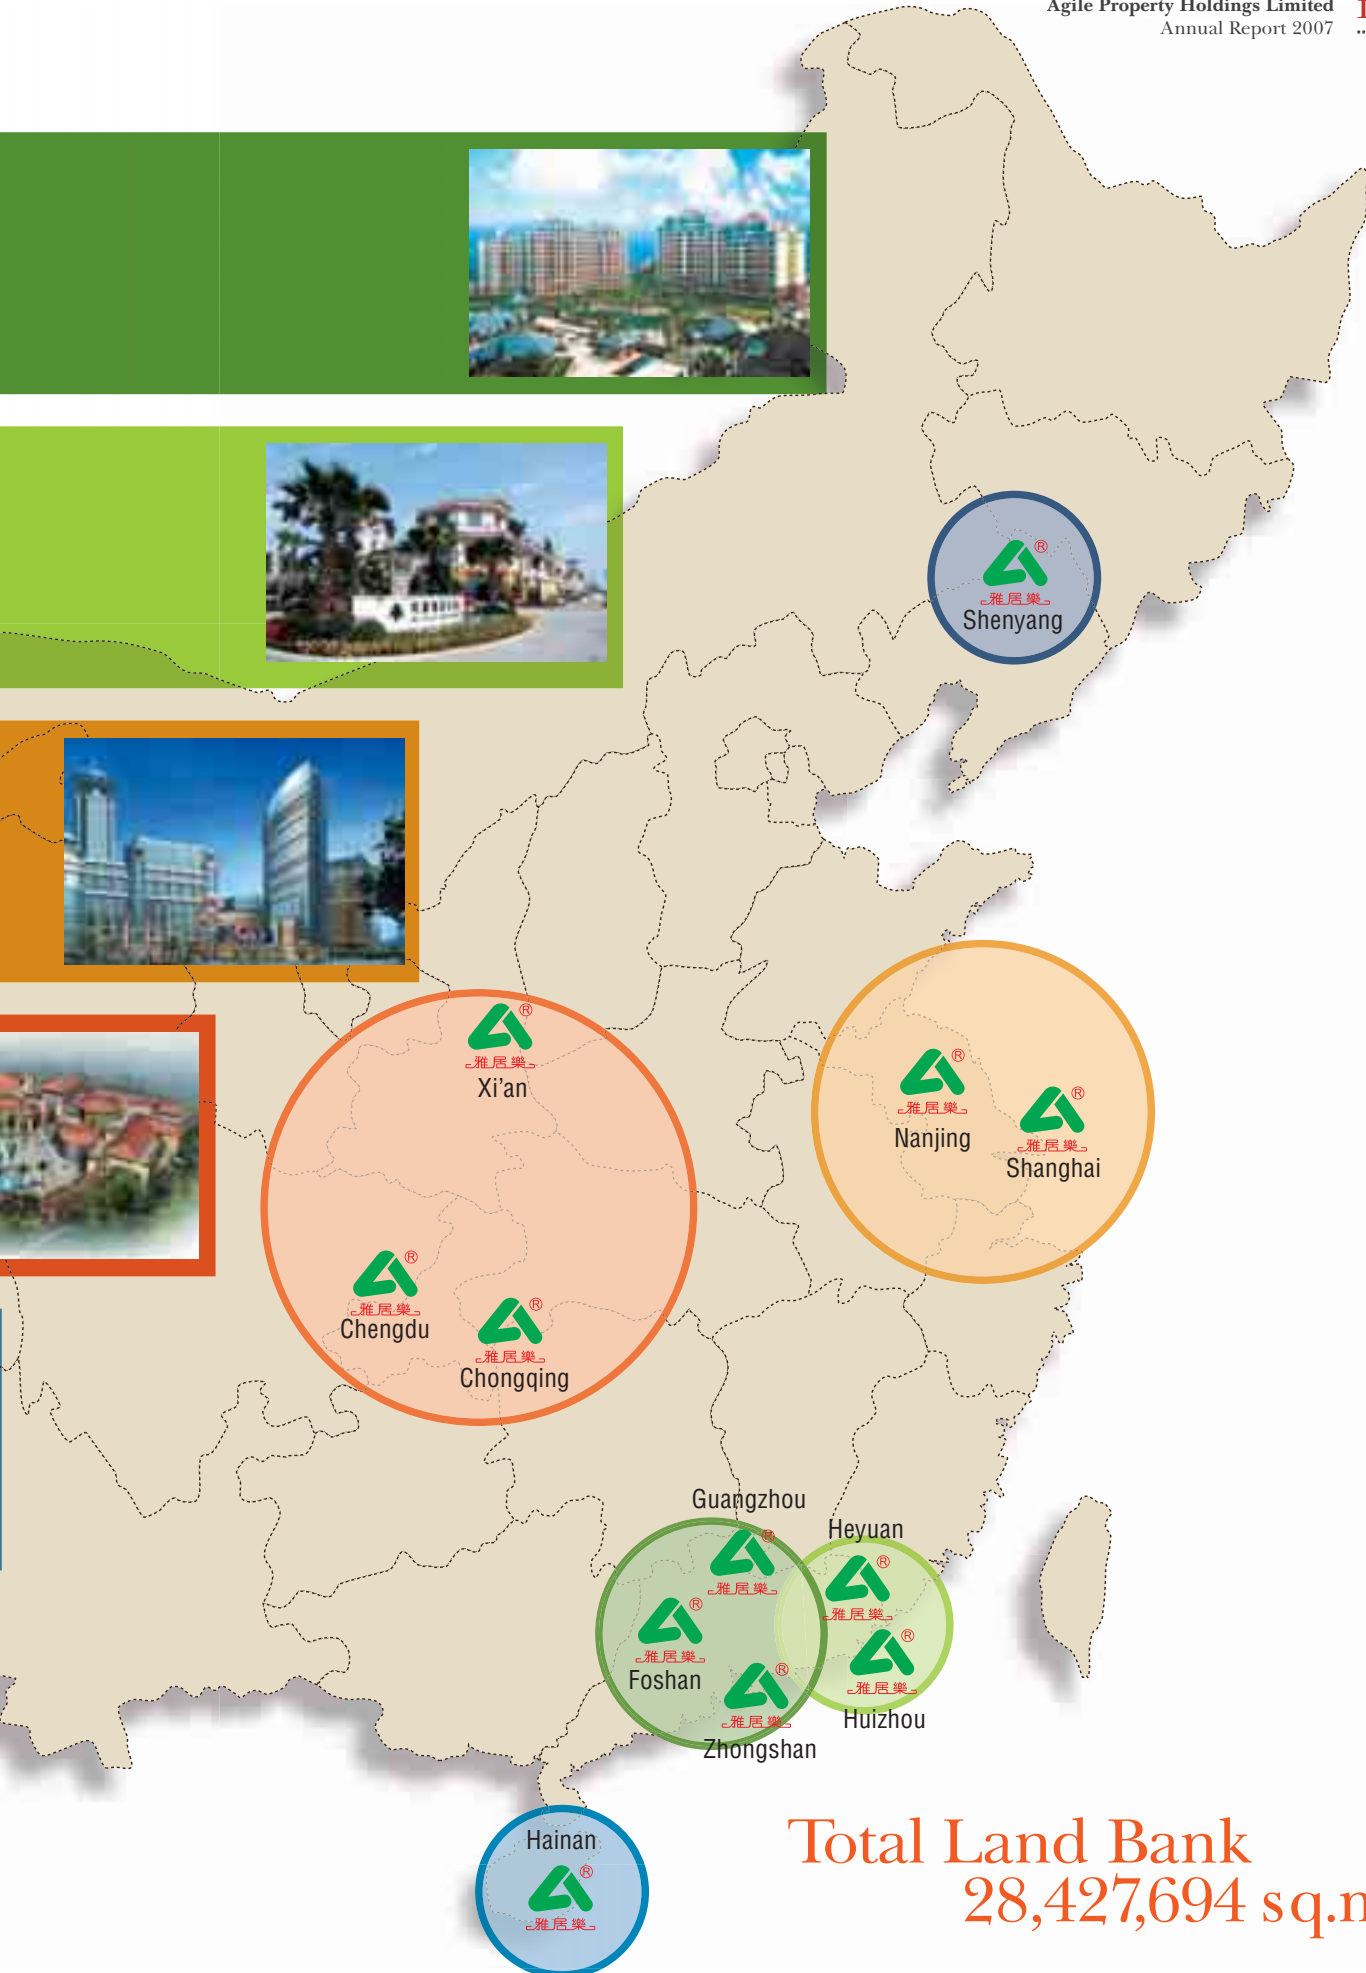 Agile Property Holdings Limited
Annual Report 2007
®
雅居樂
Shenyang
®
雅居樂
Xi’an
®
雅居樂
Nanjing
®
雅居樂
Shanghai
®
雅居樂
Chengdu
®
雅居樂
Chongqing
Guangzhou
®
雅居樂
Heyuan
®
雅居樂
®
雅居樂
Foshan
®
雅居樂
Huizhou
®
雅居樂
Zhongshan
Hainan
®
雅居樂
Total Land Bank
28,427,694 sq.m